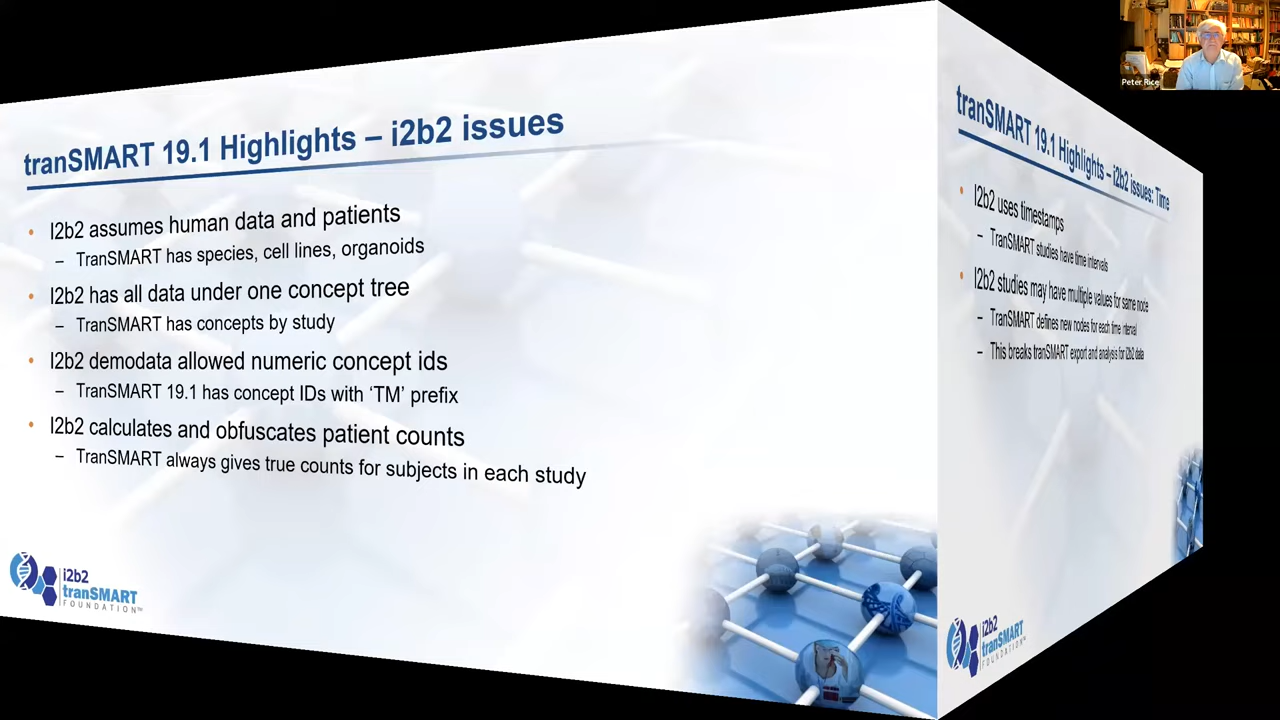 tranSMART 19.1 Highlights – i2b2 issues
I2b2 assumes human data and patients
– TranSMART has species, cell lines, organoids
I2b2 has all data under one concept tree
– TranSMART has concepts by study
I2b2 demodata allowed numeric concept ids
– TranSMART 19.1 has concept IDs with ‘TM’ prefix
I2b2 calculates and obfuscates patient counts
– TranSMART always gives true counts for subjects in each study
i2b2
tranSMART
FOUNDATION™
tranSMART 19.1 Highlights – i2b2 issues: Time
I2b2 uses timestamps
– TranSMART studies have time intervals
I2b2 studies may have multiple values for same node
– TranSMART defines new nodes for each time interval
– This breaks tranSMART export and analysis for i2b2 data
i2b2
tranSMART
FOUNDATION™
Peter Rice